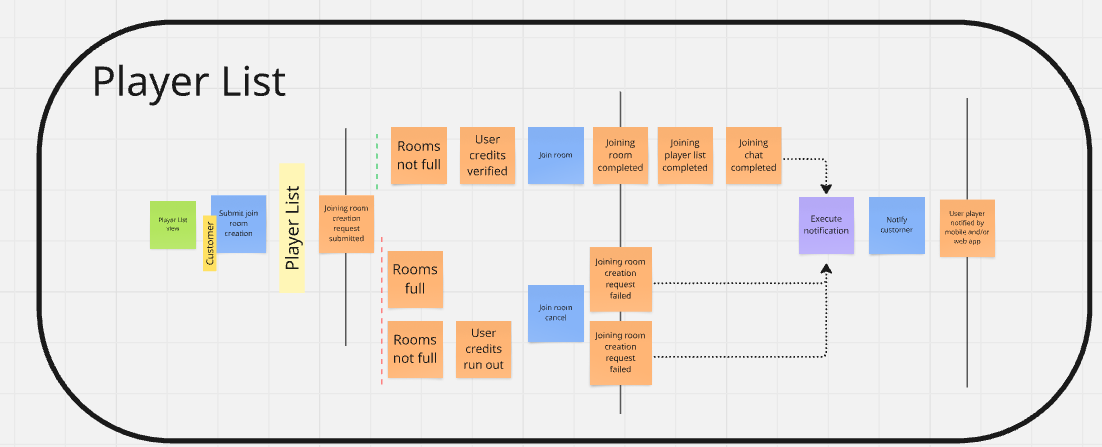 Player List
Rooms
not full
User
credits
verified
Join room
Joining
room
completed
Joining
player list
completed
Joining
chat
completed
Player List
view
Customer
Submit join
room
creation
Player List
Joining room
creation
request
submitted
Execute
notification
Notify
customer
User player
notified by
mobile and/or
web app
Rooms
full
Join room
cancel
Joining room
creation
request
failed
Rooms
not full
User
credits
run out
Joining room
creation
request
failed